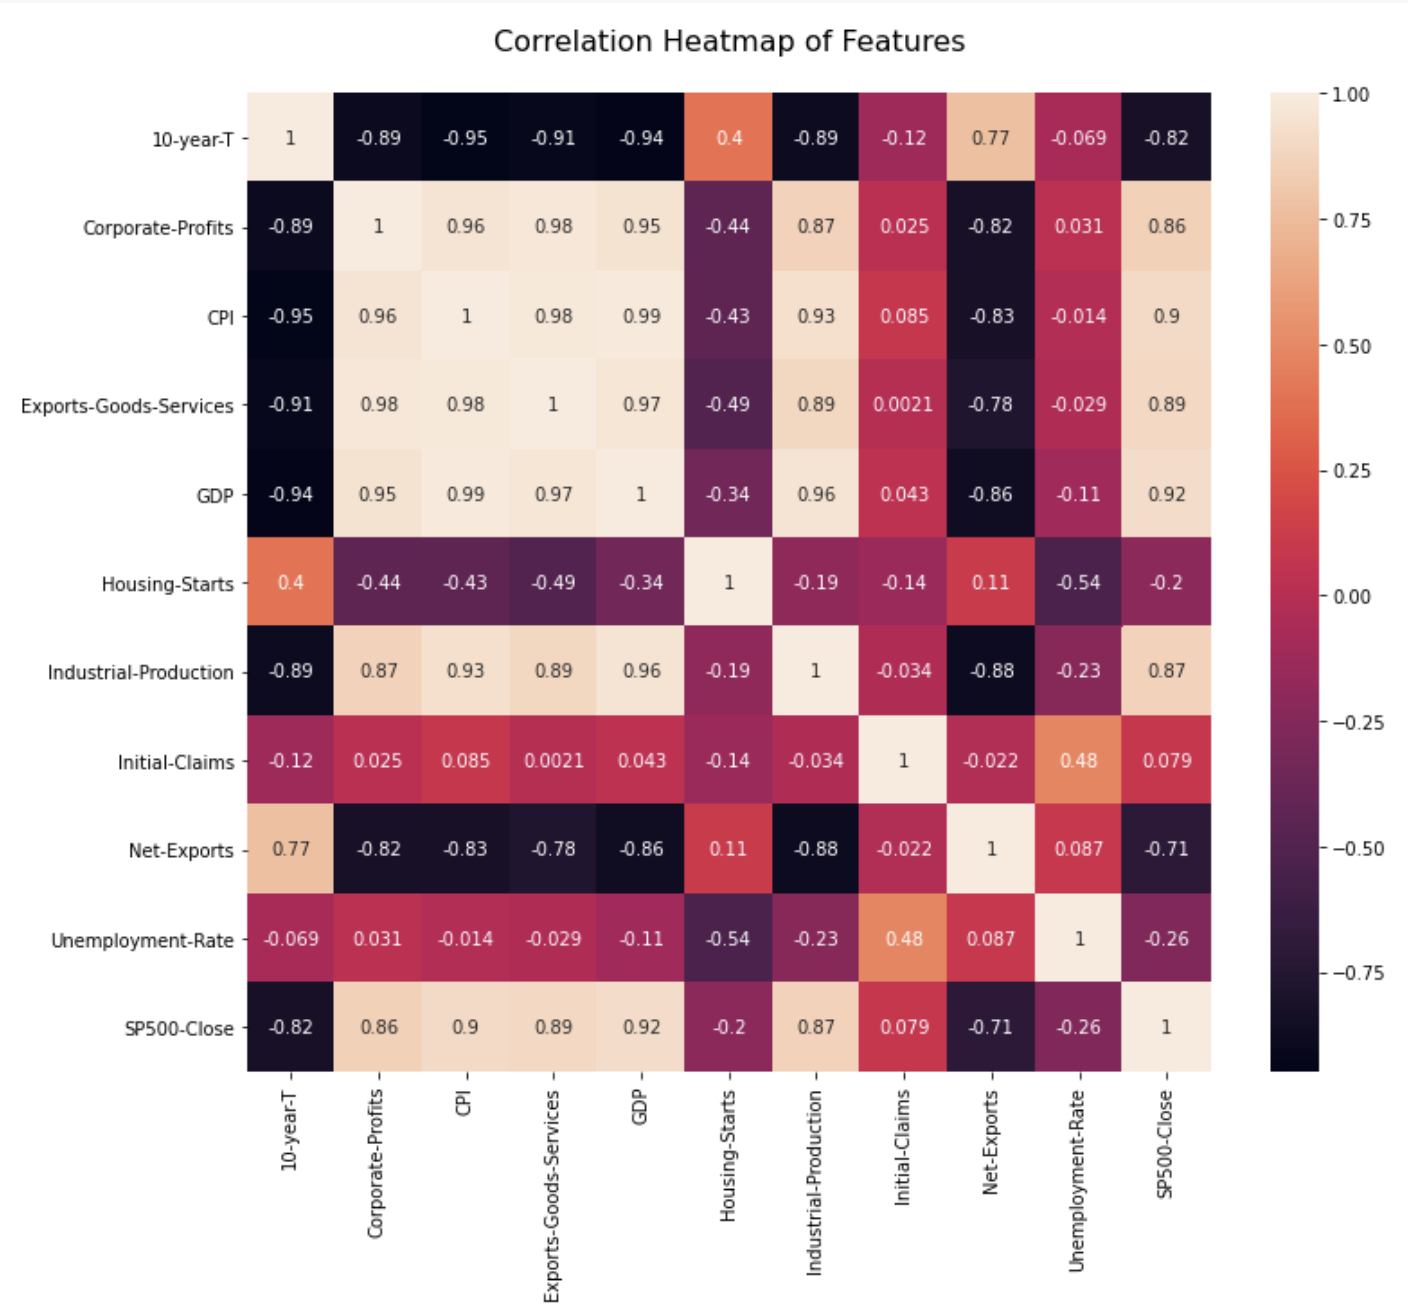 Correlation Heatmap of Features
10-year-T 1 -0.89 -0.95 -0.91 -0.94 0.4 -0.89 -0.12 0.77 -0.069 -0.82
Corporate-Profits -0.89 1 0.96 0.98 0.95 -0.44 0.87 0.025 -0.82 0.031 0.86
CPI -0.95 0.96 1 0.98 0.99 -0.43 0.93 0.085 -0.83 -0.014 0.9
Exports-Goods-Services -0.91 0.98 0.98 1 0.97 -0.49 0.89 0.0021 -0.78 -0.029 0.89
GDP -0.94 0.95 0.99 0.97 1 -0.34 0.96 0.043 -0.86 -0.11 0.92
Housing-Starts 0.4 -0.44 -0.43 -0.49 -0.34 1 -0.19 -0.14 0.11 -0.54 -0.2
Industrial-Production -0.89 0.87 0.93 0.89 0.96 -0.19 1 -0.034 -0.88 -0.23 0.87
Initial-Claims -0.12 0.025 0.085 0.0021 0.043 -0.14 -0.034 1 -0.022 0.48 0.079
Net-Exports 0.77 -0.82 -0.83 -0.78 -0.86 0.11 -0.88 -0.022 1 0.087 -0.71
Unemployment-Rate -0.069 0.031 -0.014 -0.029 -0.11 -0.54 -0.23 0.48 0.087 1 -0.26
SP500-Close -0.82 0.86 0.9 0.89 0.92 -0.2 0.87 0.079 -0.71 -0.26 1
10-year-T
Corporate-Profits
CPI
Exports-Goods-Services
GDP
Housing-Starts
Industrial-Production
Initial-Claims
Net-Exports
Unemployment-Rate
SP500-Close
1.00
0.75
0.50
0.25
0.00
−0.25
−0.50
−0.75